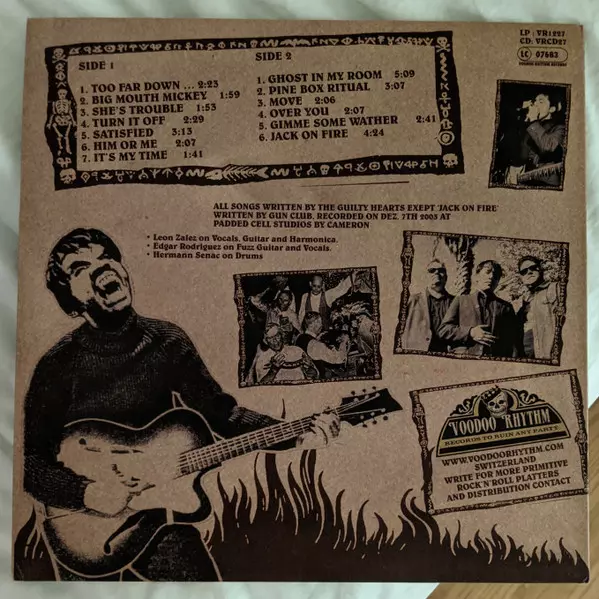 LP : VR1227
CD: VRCD27
LC 07683
SIDE 1
1. TOO FAR DOWN ... 2:23
2. BIG MOUTH MICKEY 1:59
3. SHE'S TROUBLE 1:53
4. TURN IT OFF 2:29
5. SATISFIED 3:13
6. HIM OR ME 2:07
7. IT'S MY TIME 1:41
SIDE 2
1. GHOST IN MY ROOM 5:09
2. PINE BOX RITUAL 3:07
3. MOVE 2:06
4. OVER YOU 2:07
5. GIMME SOME WATHER 2:41
6. JACK ON FIRE 4:24
ALL SONGS WRITTEN BY THE GUILTY HEARTS EXEPT 'JACK ON FIRE'
WRITTEN BY GUN CLUB, RECORDED ON DEZ. 7TH 2003 AT
PADDED CELL STUDIOS BY CAMERON
• Leon Zalez on Vocals, Guitar and Harmonica.
• Edgar Rodriguez on Fuzz Guitar and Vocals.
• Hermann Senac on Drums
VOODOO RHYTHM
RECORDS TO RUIN ANY PARTY
WWW.VOODOORHYTHM.COM
SWITZERLAND
WRITE FOR MORE PRIMITIVE
ROCK'N'ROLL PLATTERS
AND DISTRIBUTION CONTACT